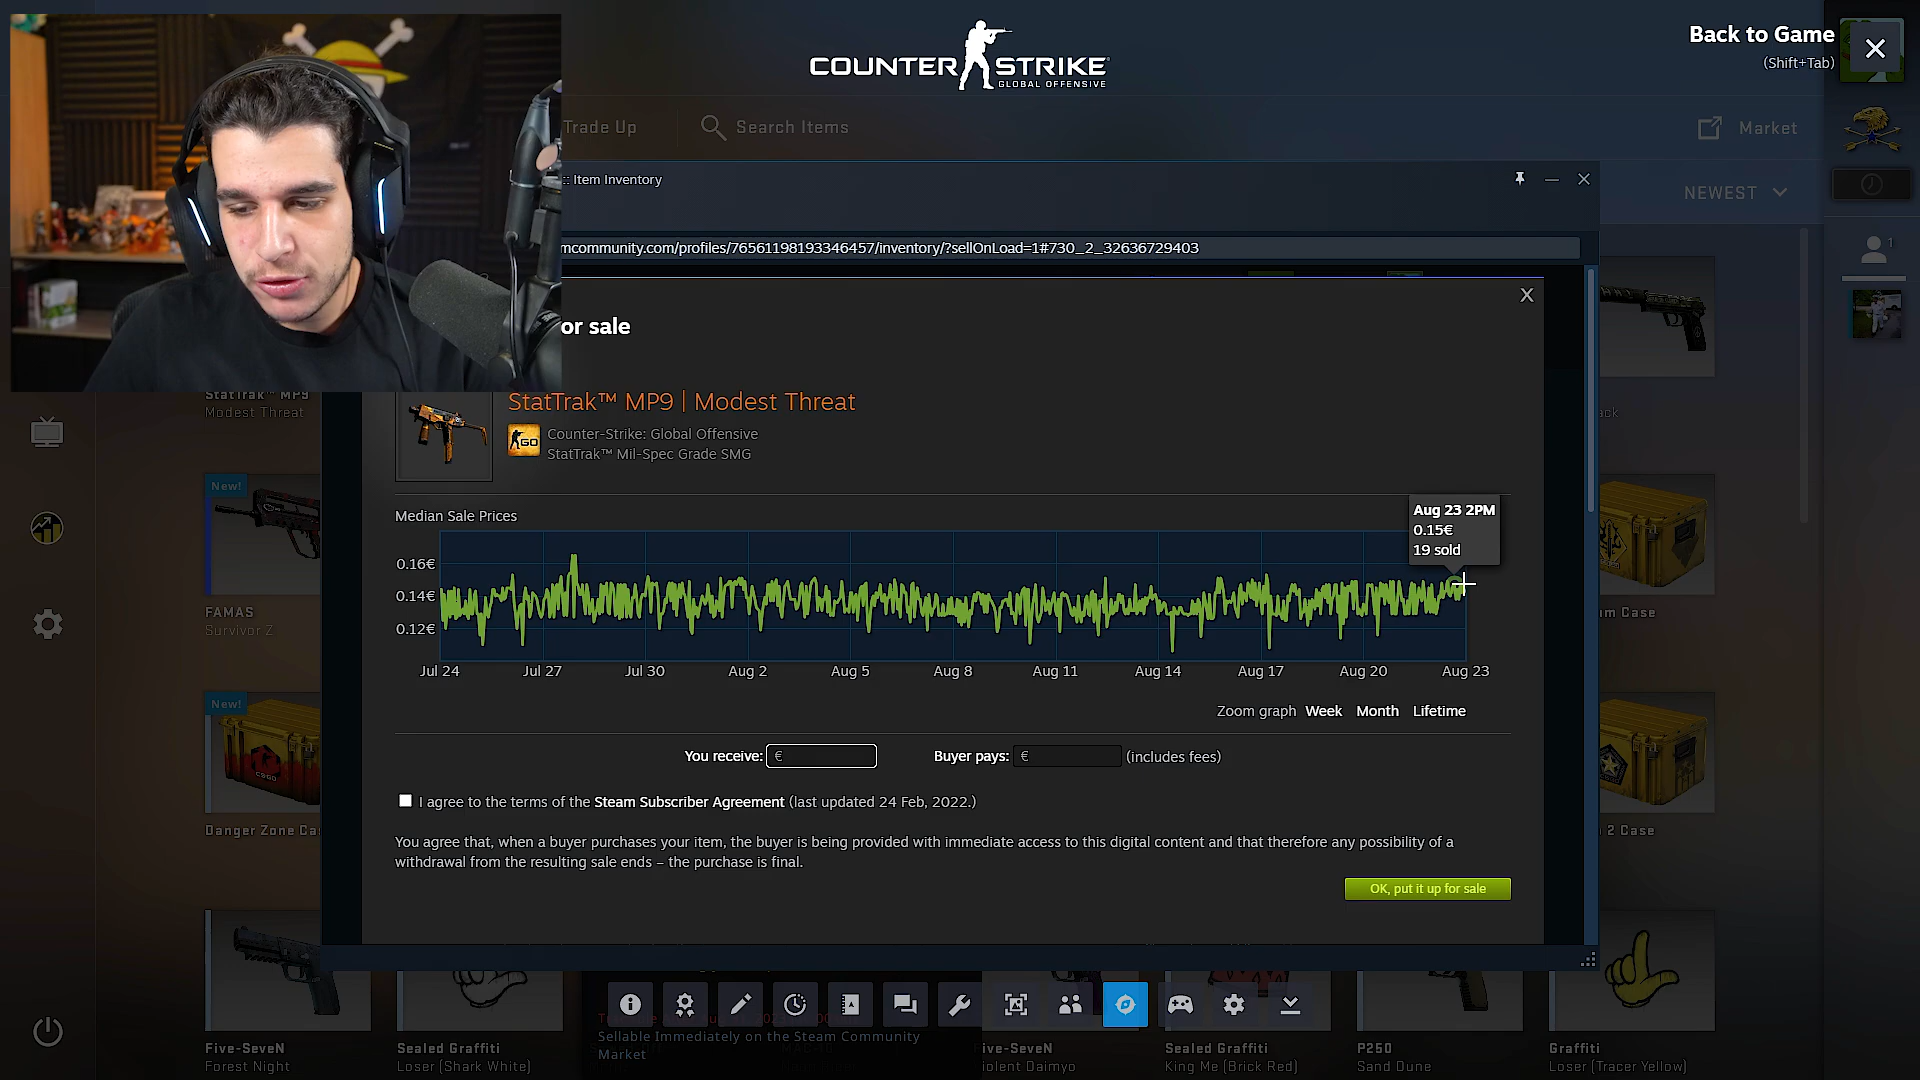 COUNTER STRIKE
GLOBAL OFFENSIVE
Back to Game
(Shift+Tab)
Trade Up
Search Items
Market
:: Item Inventory
NEWEST
mcommunity.com/profiles/76561198193346457/inventory/?sellOnLoad=1#730_2_32636729403
1
X
or sale
StatTrak™ MP9
Modest Threat
StatTrak™ MP9 | Modest Threat
GO
Counter-Strike: Global Offensive
StatTrak™ Mil-Spec Grade SMG
New!
Median Sale Prices
Aug 23 2PM
0.15€
19 sold
0.16€
0.14€
0.12€
Jul 24 Jul 27 Jul 30 Aug 2 Aug 5 Aug 8 Aug 11 Aug 14 Aug 17 Aug 20 Aug 23
FAMAS
Survivor Z
Zoom graph Week Month Lifetime
New!
You receive: €
Buyer pays: € (includes fees)
I agree to the terms of the Steam Subscriber Agreement (last updated 24 Feb, 2022.)
Danger Zone Cas
2 Case
You agree that, when a buyer purchases your item, the buyer is being provided with immediate access to this digital content and that therefore any possibility of a
withdrawal from the resulting sale ends – the purchase is final.
OK, put it up for sale
Sellable Immediately on the Steam Community
Market
Five-SeveN
Forest Night
Sealed Graffiti
Loser (Shark White)
ive-SeveN
iolent Daimyo
Sealed Graffiti
King Me (Brick Red)
P250
Sand Dune
Graffiti
Loser (Tracer Yellow)